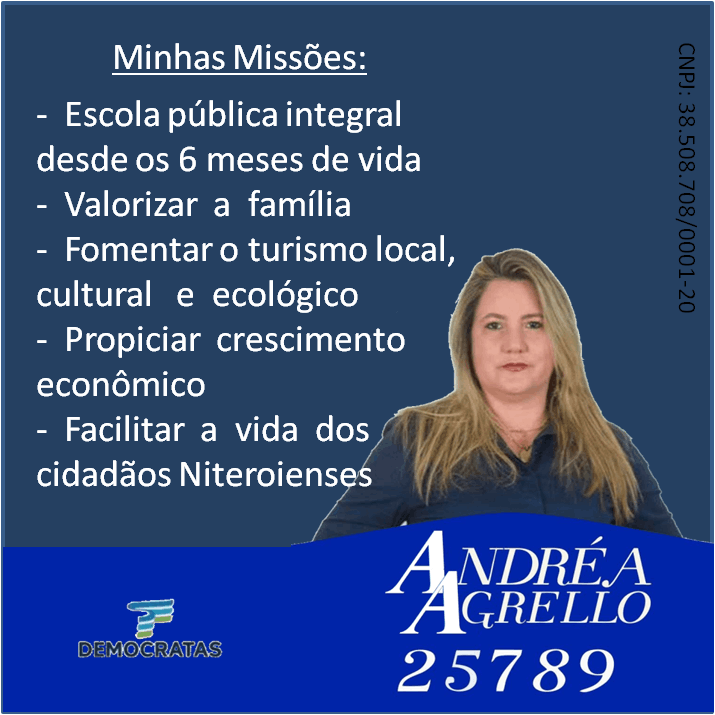 Minhas Missões:
- Escola pública integral
desde os 6 meses de vida
- Valorizar a família
- Fomentar o turismo local,
cultural e ecológico
- Propiciar crescimento
econômico
- Facilitar a vida dos
cidadãos Niteroienses
CNPJ: 38.508.708/0001-20
DEMOCRATAS
ANDRÉA
AGRELLO
25789